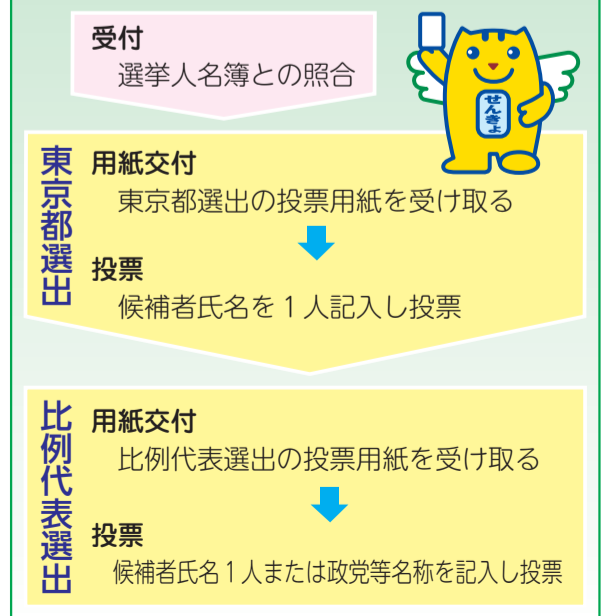 受付
選挙人名簿との照合
せんきょ
東京都選出
用紙交付
東京都選出の投票用紙を受け取る
投票
候補者氏名を1人記入し投票
比例代表選出
用紙交付
比例代表選出の投票用紙を受け取る
投票
候補者氏名1人または政党等名称を記入し投票